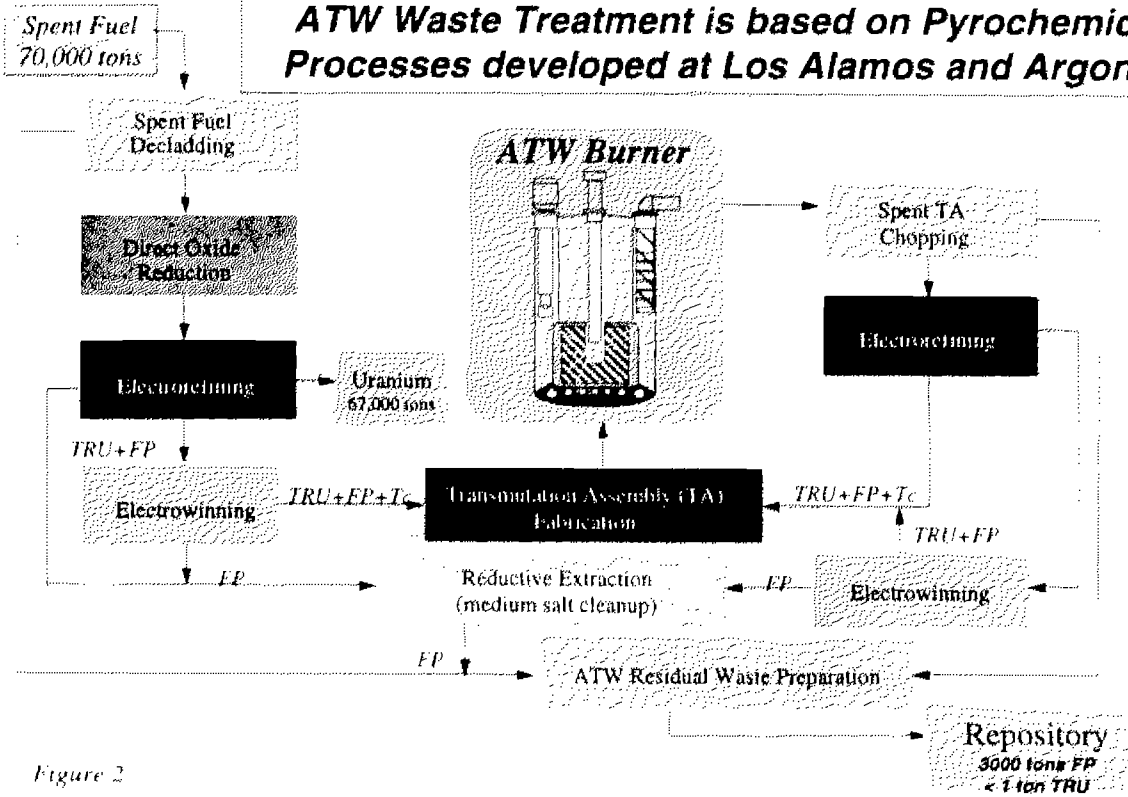 Spent Fuel
70,000 tons
ATW Waste Treatment is based on Pyrochemic
Processes developed at Los Alamos and Argon
Spent Fuel
Decladding
Direct Oxide
Reduction
Electrorefining
Uranium
67,000 tons
TRU+FP
Electrowinning
TRU+FP+Tc
FP
ATW Burner
Transmutation Assembly (TA)
Fabrication
Spent TA
Chopping
Electrorefining
TRU+FP+Tc
TRU+FP
Electrowinning
FP
Reductive Extraction
(medium salt cleanup)
FP
ATW Residual Waste Preparation
Repository
3000 tons FP
< 1 ton TRU
Figure 2